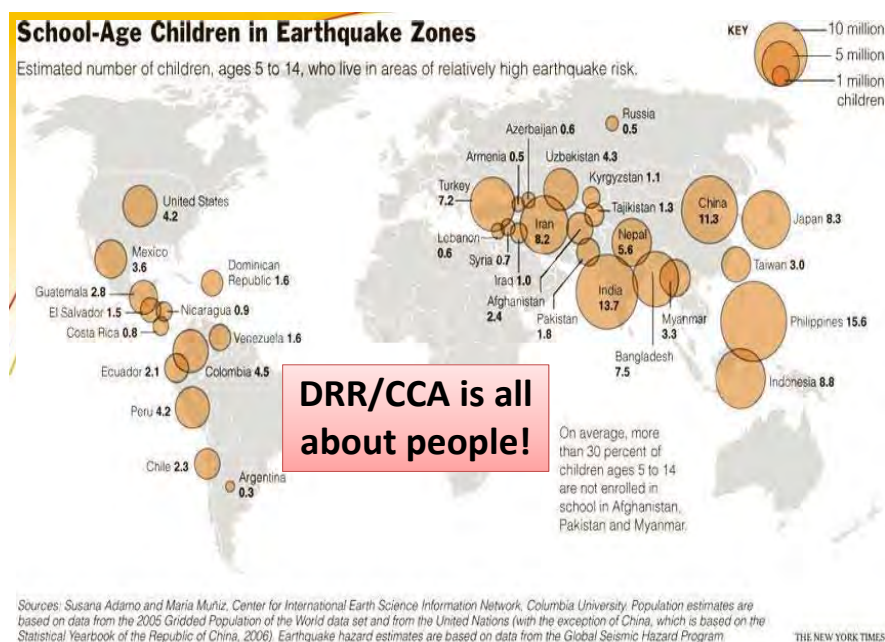 School-Age Children in Earthquake Zones
Estimated number of children, ages 5 to 14, who live in areas of relatively high earthquake risk.
KEY
10 million
5 million
1 million
children
United States
4.2
Mexico
3.6
Dominican
Republic 1.6
Guatemala 2.8
El Salvador 1.5
Nicaragua 0.9
Costa Rica 0.8
Venezuela 1.6
Ecuador 2.1
Colombia 4.5
Peru 4.2
Chile 2.3
Argentina
0.3
Russia
0.5
Azerbaijan 0.6
Armenia 0.5
Uzbekistan 4.3
Kyrgyzstan 1.1
Turkey
7.2
Tajikistan 1.3
Iran
8.2
Lebanon
0.6
Syria 0.7
Iraq 1.0
Afghanistan
2.4
Pakistan
1.8
Nepal
5.6
India
13.7
China
11.3
Japan 8.3
Taiwan 3.0
Myanmar
3.3
Bangladesh
7.5
Philippines 15.6
Indonesia 8.8
DRR/CCA is all
about people!
On average, more
than 30 percent of
children ages 5 to 14
are not enrolled in
school in Afghanistan,
Pakistan and Myanmar.
Sources: Susana Adamo and Maria Muñiz, Center for International Earth Science Information Network, Columbia University. Population estimates are
based on data from the 2005 Gridded Population of the World data set and from the United Nations (with the exception of China, which is based on the
Statistical Yearbook of the Republic of China, 2006). Earthquake hazard estimates are based on data from the Global Seismic Hazard Program
THE NEW YORK TIMES